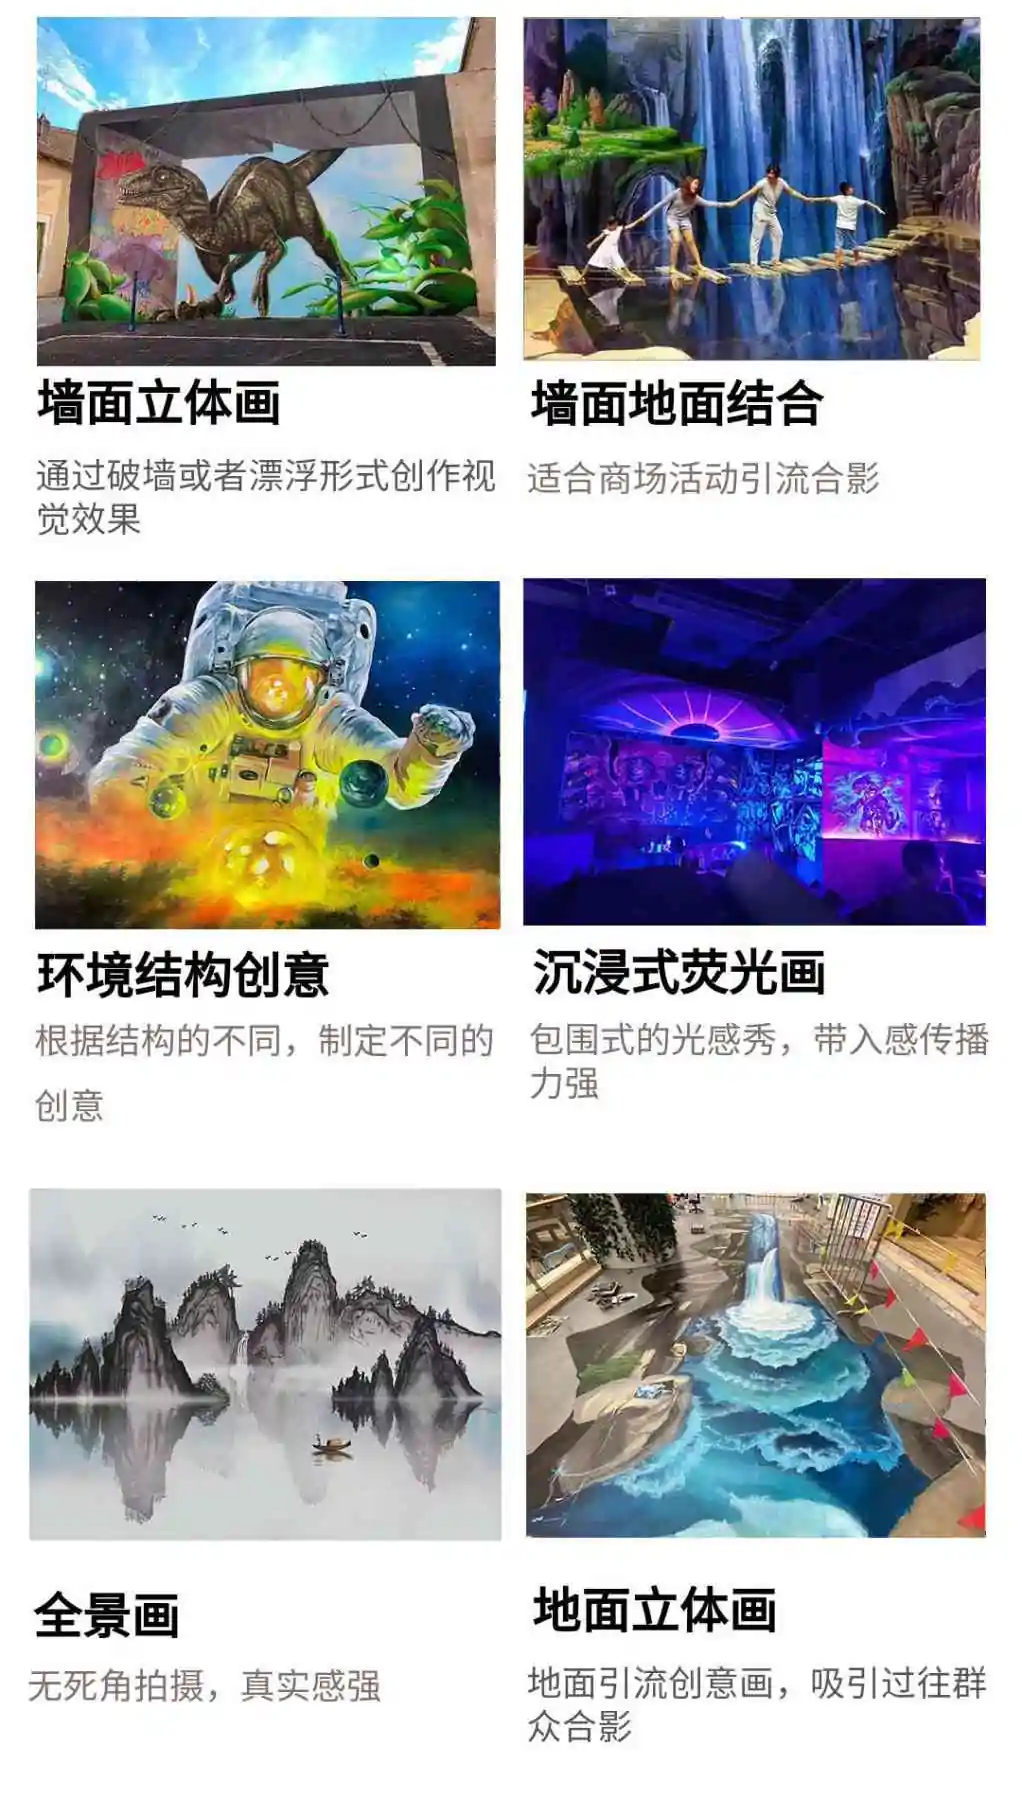 墙面立体画
通过破墙或者漂浮形式创作视
觉效果
墙面地面结合
适合商场活动引流合影
环境结构创意
根据结构的不同，制定不同的
创意
沉浸式荧光画
包围式的光感秀，带入感传播
力强
全景画
无死角拍摄，真实感强
地面立体画
地面引流创意画，吸引过往群
众合影